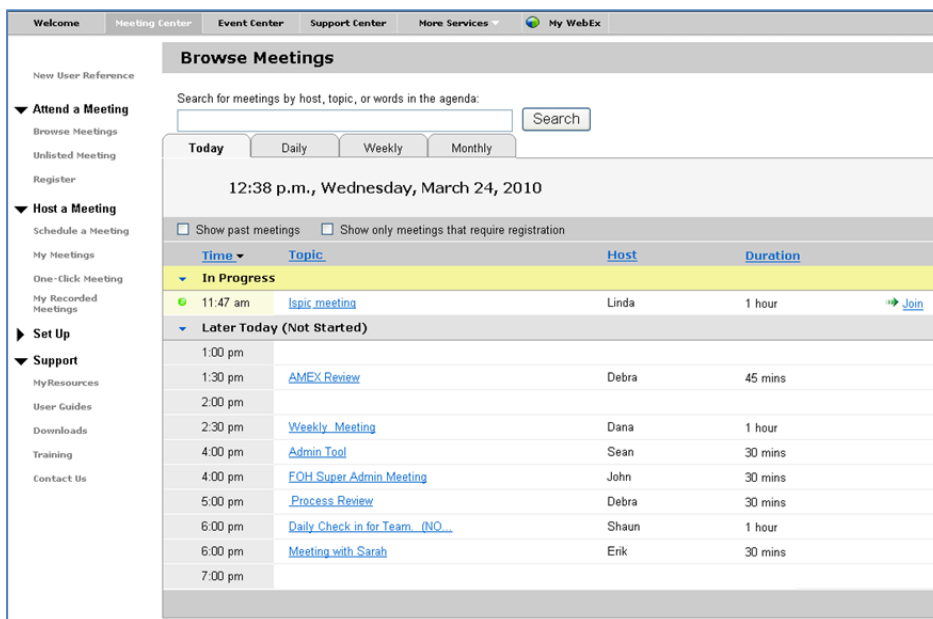 Welcome Meeting Center Event Center Support Center More Services My WebEx
Browse Meetings
New User Reference
Search for meetings by host, topic, or words in the agenda:
Search
Attend a Meeting
Browse Meetings
Unlisted Meeting
Register
Host a Meeting
Schedule a Meeting
My Meetings
One-Click Meeting
My Recorded
Meetings
Set Up
Support
MyResources
User Guides
Downloads
Training
Contact Us
Today Daily Weekly Monthly
12:38 p.m., Wednesday, March 24, 2010
Show past meetings Show only meetings that require registration
Time Topic Host Duration
In Progress
11:47 am Ispic meeting Linda 1 hour Join
Later Today (Not Started)
1:00 pm
1:30 pm AMEX Review Debra 45 mins
2:00 pm
2:30 pm Weekly Meeting Dana 1 hour
4:00 pm Admin Tool Sean 30 mins
4:00 pm FOH Super Admin Meeting John 30 mins
5:00 pm Process Review Debra 30 mins
6:00 pm Daily Check in for Team. (NO... Shaun 1 hour
6:00 pm Meeting with Sarah Erik 30 mins
7:00 pm